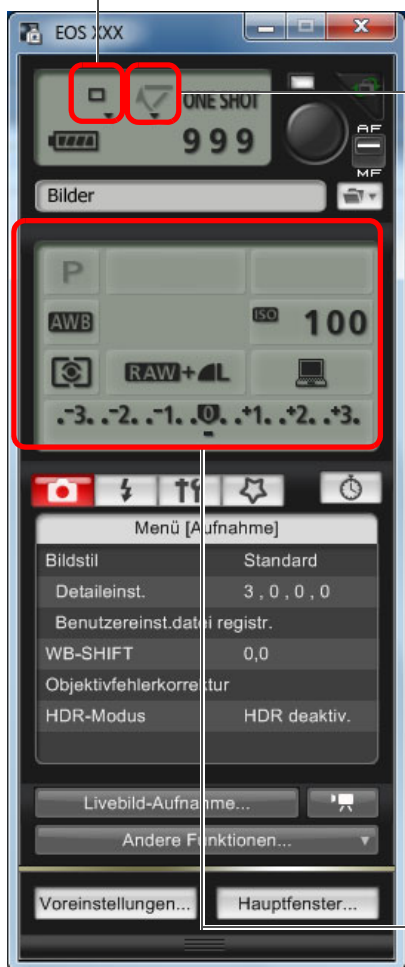 EOS XXX
ONE SHOT
999
AF
MF
Bilder
P
AWB
ISO 100
RAW+L
.-3. .-2. .-1. .0. .+1. .+2. .+3.
Menü [Aufnahme]
Bildstil Standard
Detaileinst. 3 , 0 , 0 , 0
Benutzereinst.datei registr.
WB-SHIFT 0,0
Objektivfehlerkorrektur
HDR-Modus HDR deaktiv.
Livebild-Aufnahme...
Andere Funktionen...
Voreinstellungen... Hauptfenster...